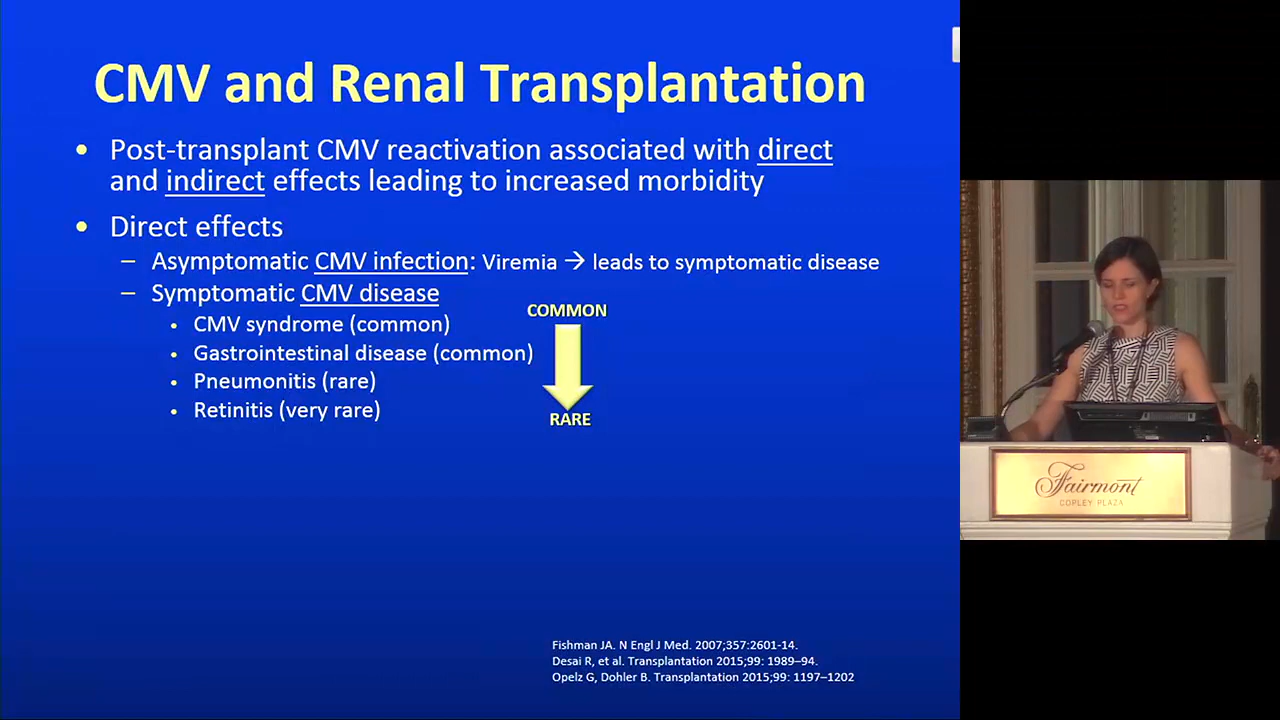 CMV and Renal Transplantation
• Post-transplant CMV reactivation associated with direct
and indirect effects leading to increased morbidity
• Direct effects
– Asymptomatic CMV infection: Viremia → leads to symptomatic disease
– Symptomatic CMV disease
• CMV syndrome (common)
• Gastrointestinal disease (common)
• Pneumonitis (rare)
• Retinitis (very rare)
COMMON
RARE
Fishman JA. N Engl J Med. 2007;357:2601-14.
Desai R, et al. Transplantation 2015;99: 1989–94.
Opelz G, Dohler B. Transplantation 2015;99: 1197–1202
Fairmont
COPLEY PLAZA